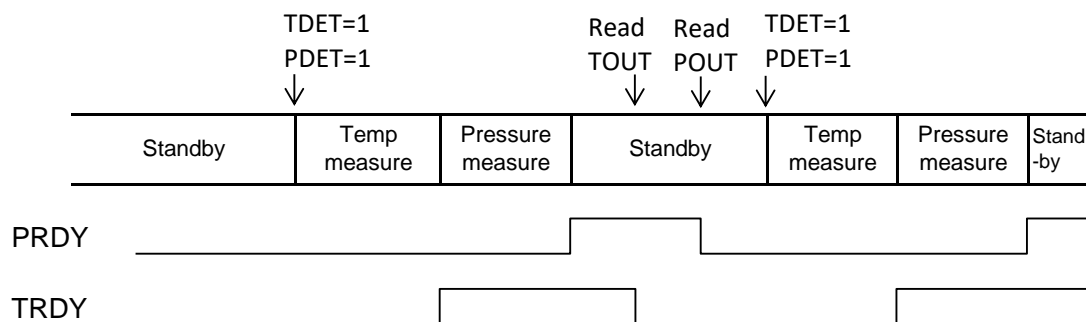 TDET=1
PDET=1
Read
TOUT
Read
POUT
TDET=1
PDET=1
Standby
Temp
measure
Pressure
measure
Standby
Temp
measure
Pressure
measure
Stand
-by
PRDY
TRDY